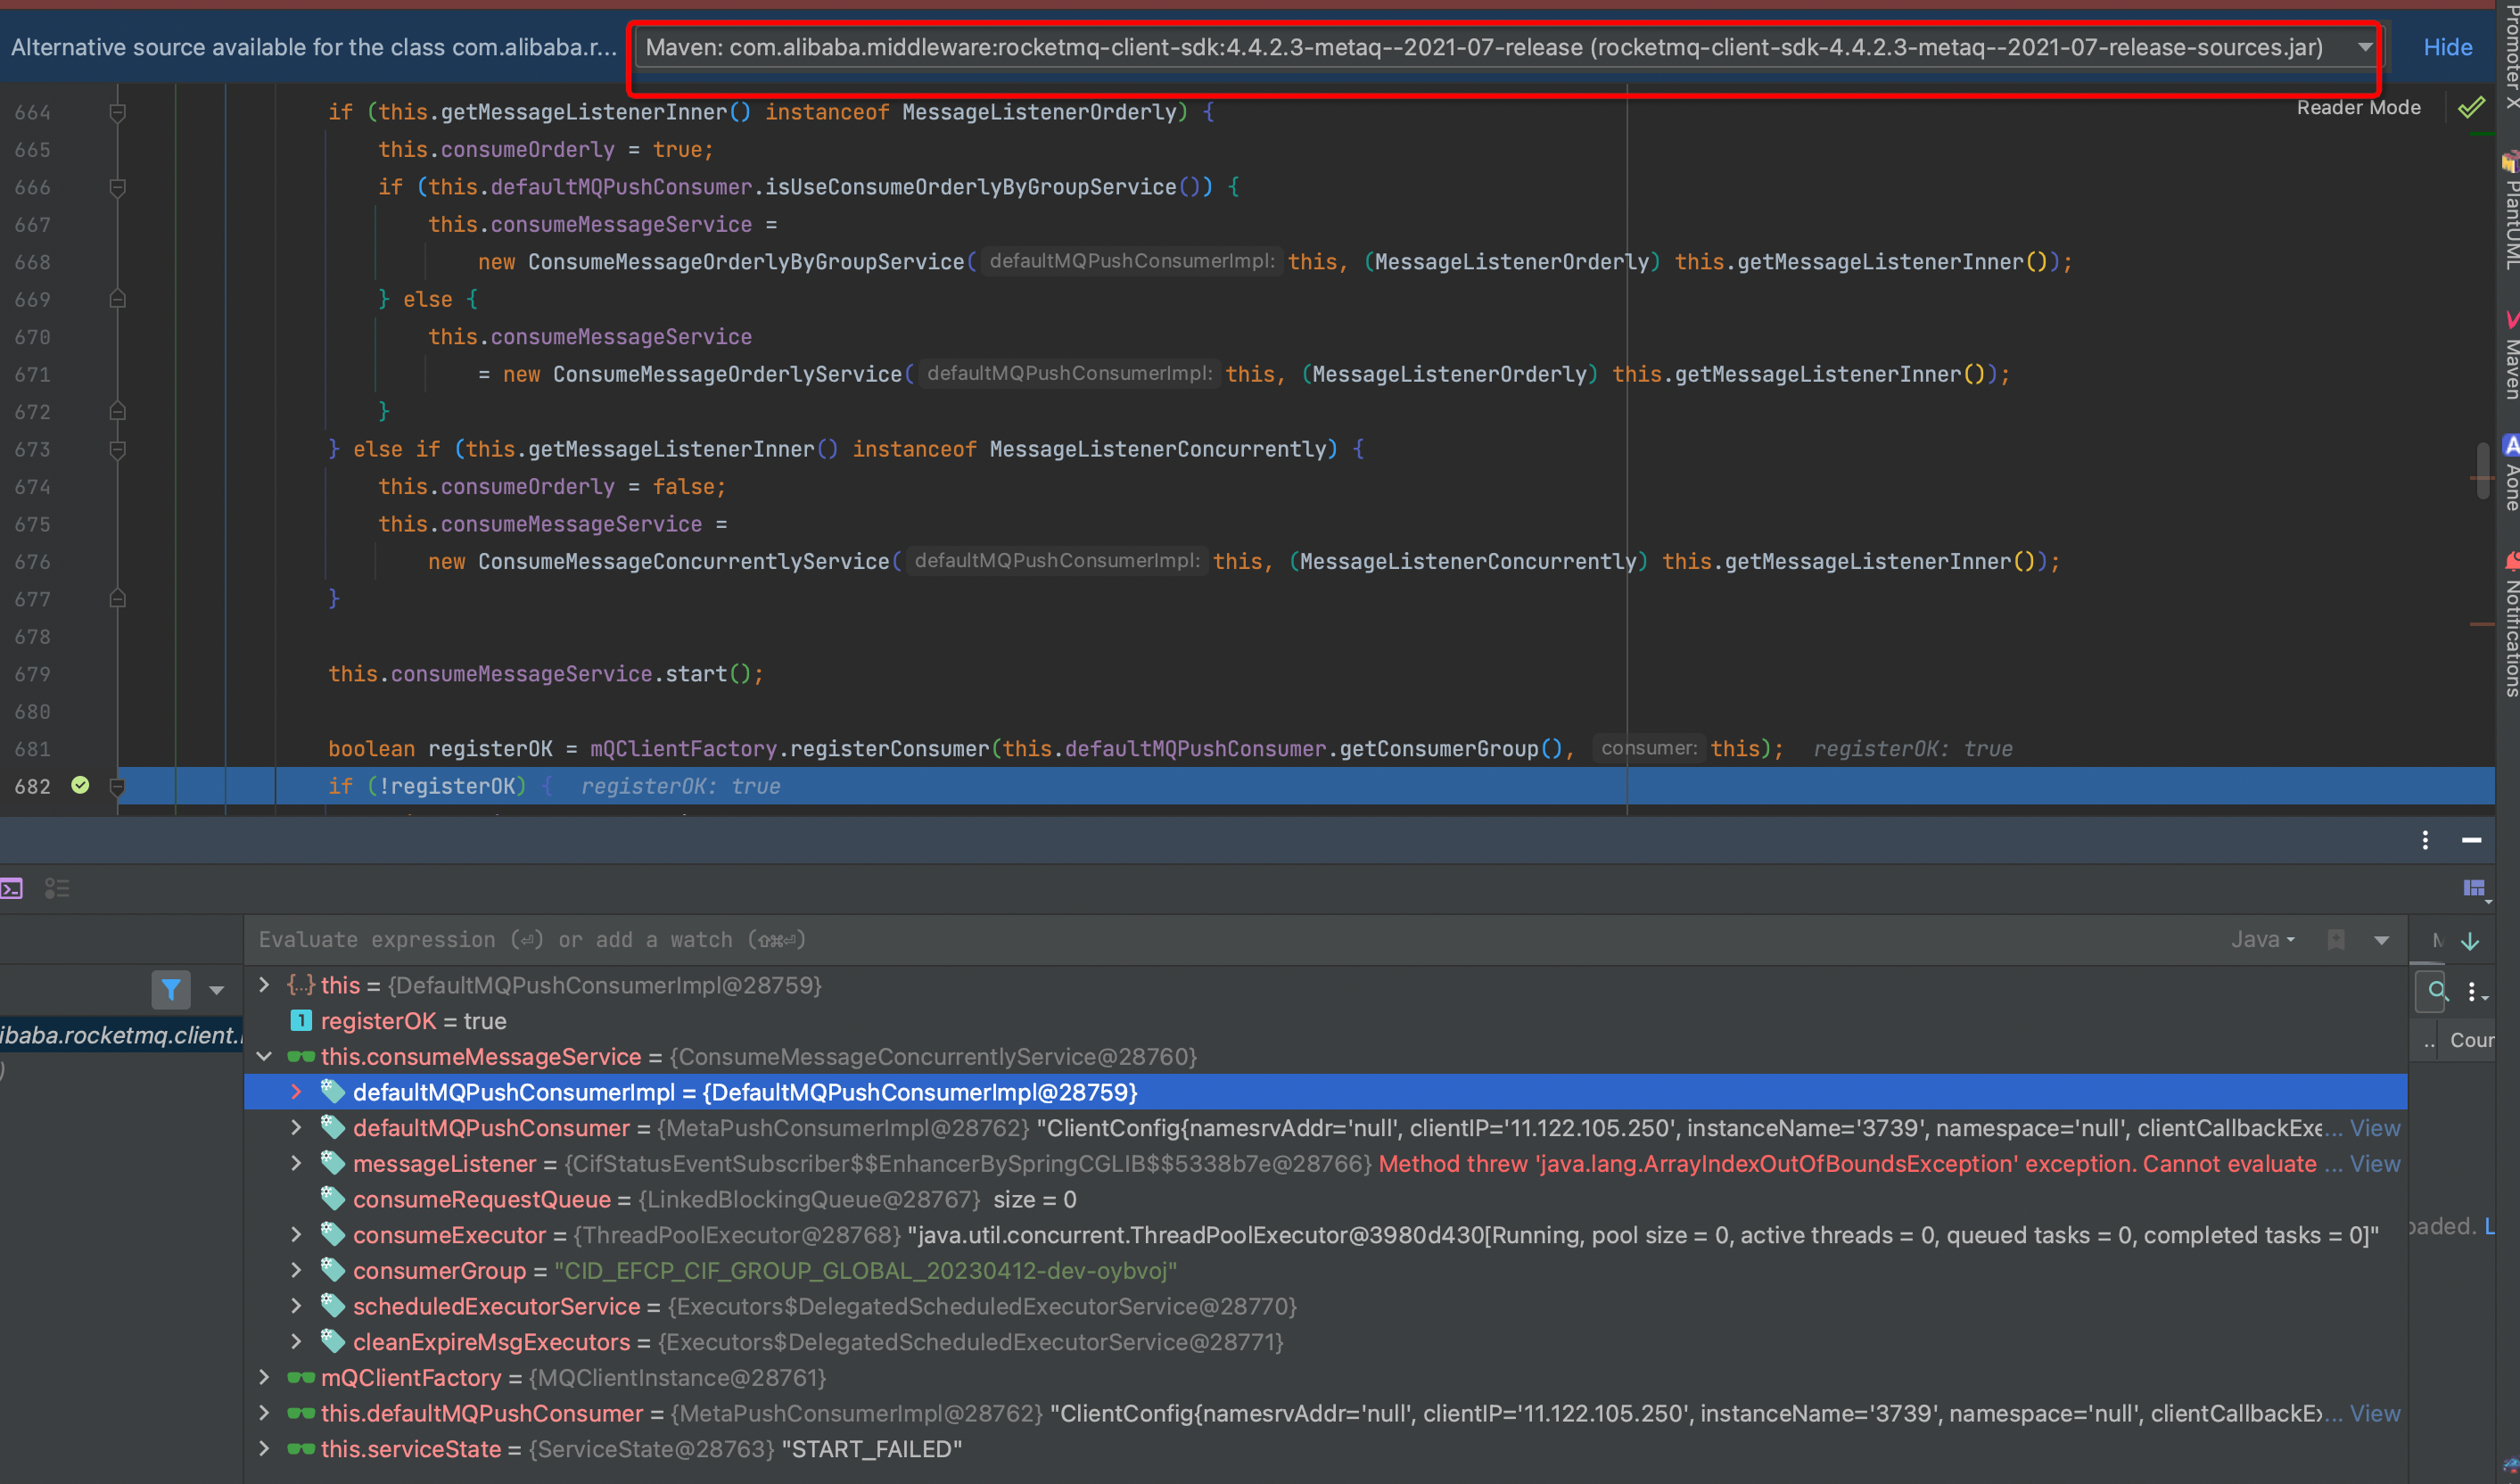 Alternative source available for the class com.alibaba.r... Maven: com.alibaba.middleware:rocketmq-client-sdk:4.4.2.3-metaq--2021-07-release (rocketmq-client-sdk-4.4.2.3-metaq--2021-07-release-sources.jar) Hide
Reader Mode
664 if (this.getMessageListenerInner() instanceof MessageListenerOrderly) {
665 this.consumeOrderly = true;
666 if (this.defaultMQPushConsumer.isUseConsumeOrderlyByGroupService()) {
667 this.consumeMessageService =
668 new ConsumeMessageOrderlyByGroupService( defaultMQPushConsumerImpl: this, (MessageListenerOrderly) this.getMessageListenerInner());
669 } else {
670 this.consumeMessageService
671 = new ConsumeMessageOrderlyService( defaultMQPushConsumerImpl: this, (MessageListenerOrderly) this.getMessageListenerInner());
672 }
673 } else if (this.getMessageListenerInner() instanceof MessageListenerConcurrently) {
674 this.consumeOrderly = false;
675 this.consumeMessageService =
676 new ConsumeMessageConcurrentlyService( defaultMQPushConsumerImpl: this, (MessageListenerConcurrently) this.getMessageListenerInner());
677 }
678
679 this.consumeMessageService.start();
680
681 boolean registerOK = mQClientFactory.registerConsumer(this.defaultMQPushConsumer.getConsumerGroup(), consumer: this); registerOK: true
682 if (!registerOK) { registerOK: true
Promoter X
PlantUML
Maven
Aone
Notifications
Evaluate expression (⏎) or add a watch (⇧⌘⏎) Java
ibaba.rocketmq.client.
)
this = {DefaultMQPushConsumerImpl@28759}
registerOK = true
this.consumeMessageService = {ConsumeMessageConcurrentlyService@28760}
defaultMQPushConsumerImpl = {DefaultMQPushConsumerImpl@28759}
defaultMQPushConsumer = {MetaPushConsumerImpl@28762} "ClientConfig{namesrvAddr='null', clientIP='11.122.105.250', instanceName='3739', namespace='null', clientCallbackExe... View
messageListener = {CifStatusEventSubscriber$$EnhancerBySpringCGLIB$$5338b7e@28766} Method threw 'java.lang.ArrayIndexOutOfBoundsException' exception. Cannot evaluate ... View
consumeRequestQueue = {LinkedBlockingQueue@28767} size = 0
consumeExecutor = {ThreadPoolExecutor@28768} "java.util.concurrent.ThreadPoolExecutor@3980d430[Running, pool size = 0, active threads = 0, queued tasks = 0, completed tasks = 0]"
consumerGroup = "CID_EFCP_CIF_GROUP_GLOBAL_20230412-dev-oybvoj"
scheduledExecutorService = {Executors$DelegatedScheduledExecutorService@28770}
cleanExpireMsgExecutors = {Executors$DelegatedScheduledExecutorService@28771}
mQClientFactory = {MQClientInstance@28761}
this.defaultMQPushConsumer = {MetaPushConsumerImpl@28762} "ClientConfig{namesrvAddr='null', clientIP='11.122.105.250', instanceName='3739', namespace='null', clientCallbackEx... View
this.serviceState = {ServiceState@28763} "START_FAILED"
.. Cour
oaded. L